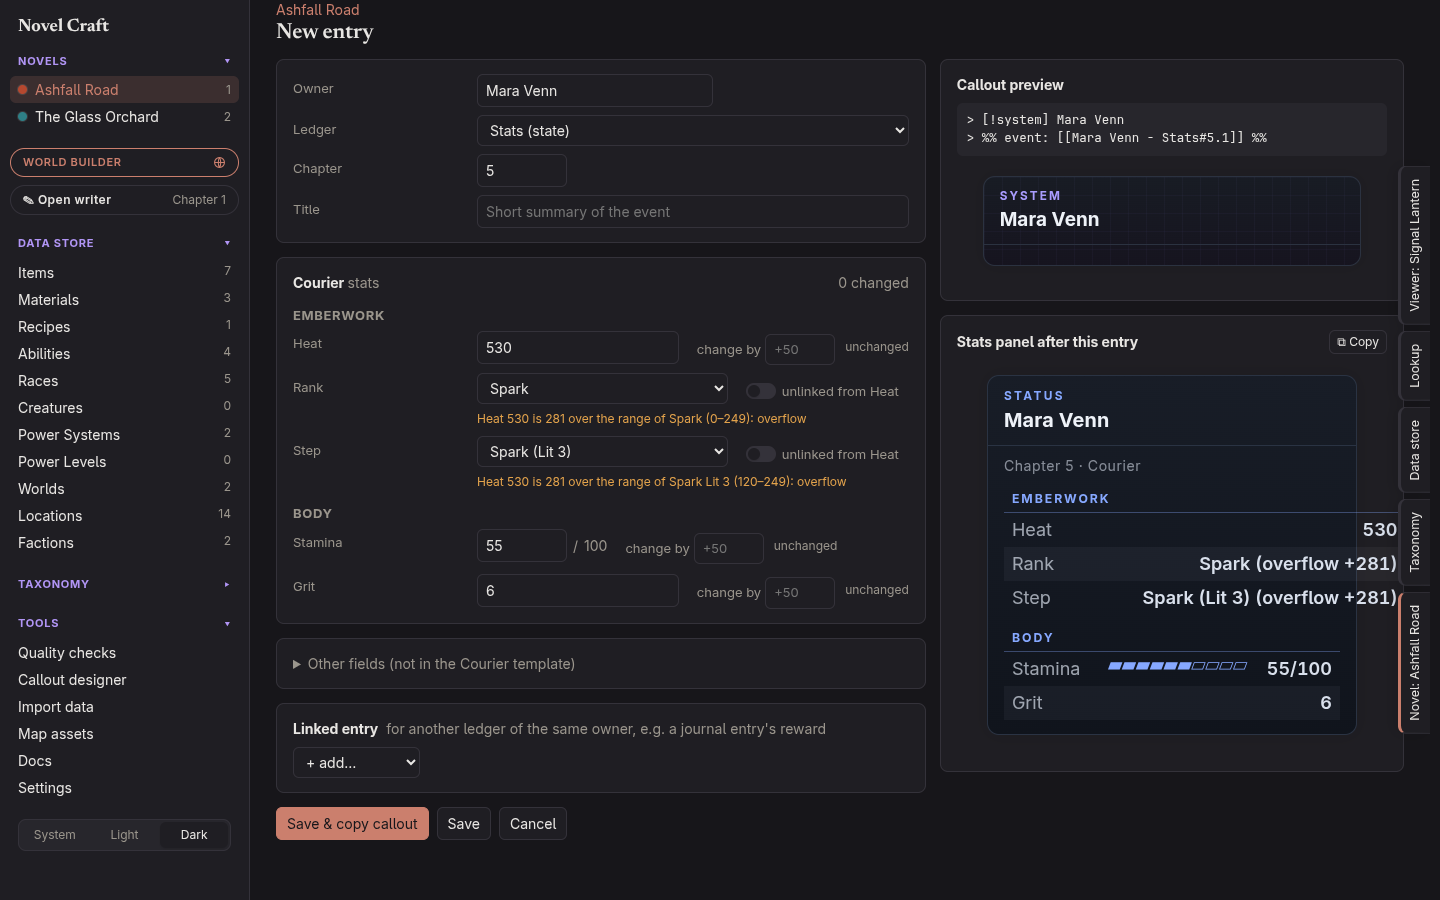 Novel Craft
NOVELS
Ashfall Road 1
The Glass Orchard 2
WORLD BUILDER
✎ Open writer Chapter 1
DATA STORE
Items 7
Materials 3
Recipes 1
Abilities 4
Races 5
Creatures 0
Power Systems 2
Power Levels 0
Worlds 2
Locations 14
Factions 2
TAXONOMY
TOOLS
Quality checks
Callout designer
Import data
Map assets
Docs
Settings
System Light Dark
Ashfall Road
New entry
Owner Mara Venn
Ledger Stats (state)
Chapter 5
Title Short summary of the event
Courier stats 0 changed
EMBERWORK
Heat 530 change by +50 unchanged
Rank Spark unlinked from Heat
Heat 530 is 281 over the range of Spark (0–249): overflow
Step Spark (Lit 3) unlinked from Heat
Heat 530 is 281 over the range of Spark Lit 3 (120–249): overflow
BODY
Stamina 55 / 100 change by +50 unchanged
Grit 6 change by +50 unchanged
Other fields (not in the Courier template)
Linked entry for another ledger of the same owner, e.g. a journal entry's reward
+ add...
Save & copy callout Save Cancel
Callout preview
> [!system] Mara Venn
> %% event: [[Mara Venn - Stats#5.1]] %%
SYSTEM
Mara Venn
Stats panel after this entry Copy
STATUS
Mara Venn
Chapter 5 · Courier
EMBERWORK
Heat 530
Rank Spark (overflow +281)
Step Spark (Lit 3) (overflow +281)
BODY
Stamina 55/100
Grit 6
Viewer: Signal Lantern
Lookup
Data store
Taxonomy
Novel: Ashfall Road